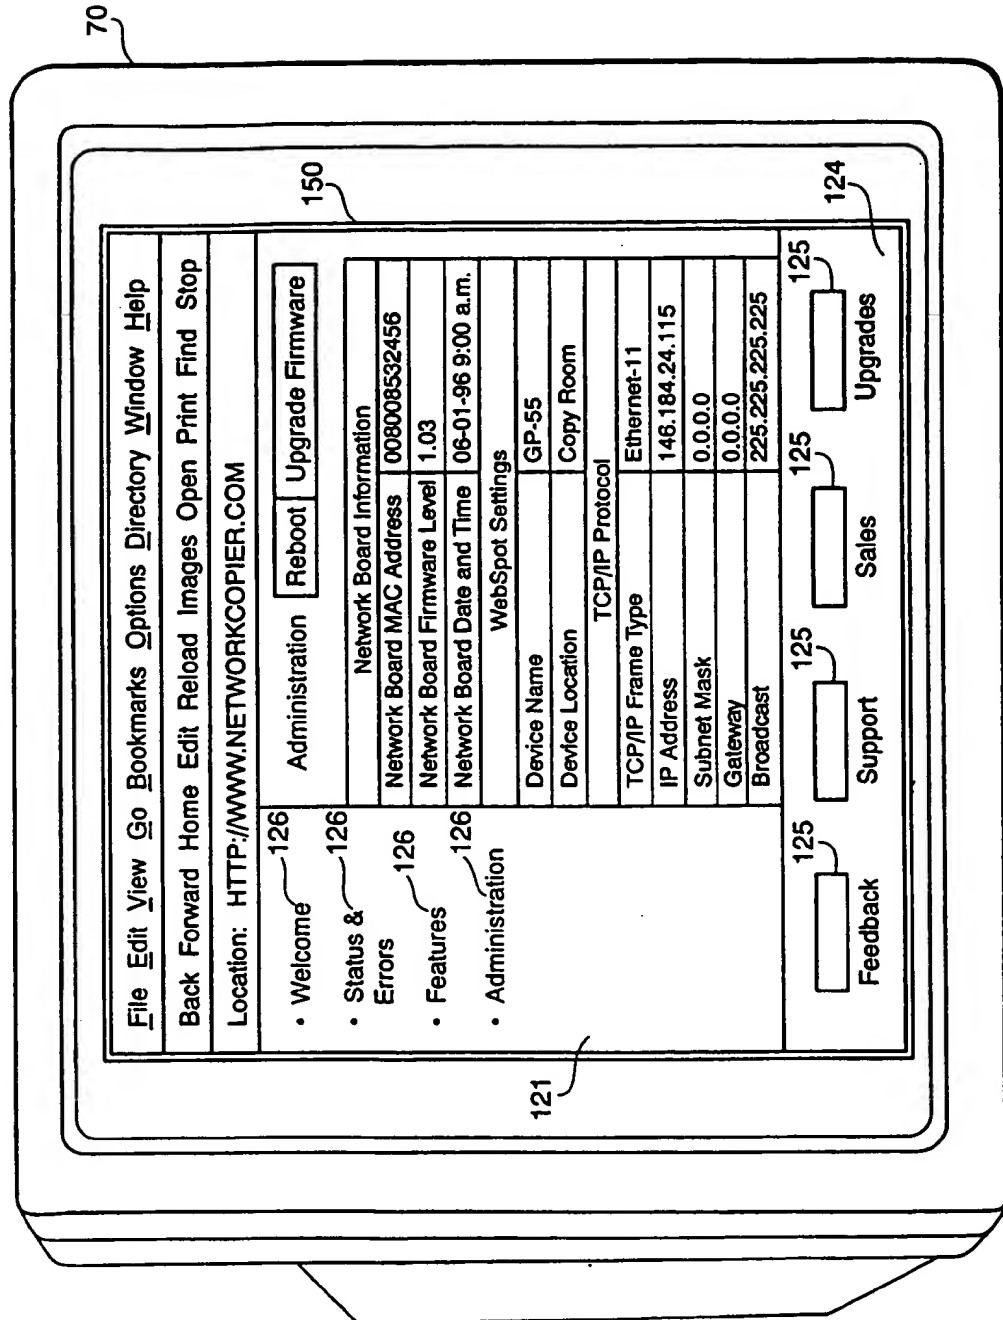 70
150
File Edit View Go Bookmarks Options Directory Window Help
Back Forward Home Edit Reload Images Open Print Find Stop
Location: HTTP://WWW.NETWORKCOPIER.COM
• Welcome 126
• Status & Errors 126
• Features 126
• Administration 126
121
Administration Reboot Upgrade Firmware
Network Board Information
Network Board MAC Address 008008532456
Network Board Firmware Level 1.03
Network Board Date and Time 06-01-96 9:00 a.m.
WebSpot Settings
Device Name GP-55
Device Location Copy Room
TCP/IP Protocol
TCP/IP Frame Type Ethernet-11
IP Address 146.184.24.115
Subnet Mask 0.0.0.0
Gateway 0.0.0.0
Broadcast 225.225.225.225
125 125 125 125
Feedback Support Sales Upgrades
124